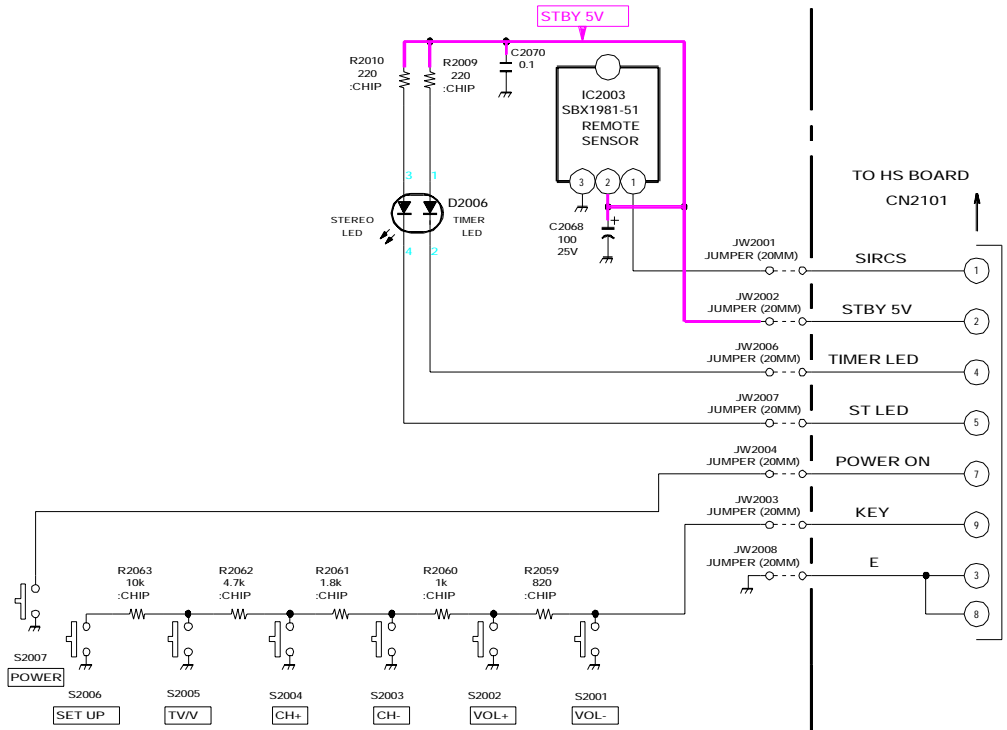 STBY 5V
R2010
220
:CHIP
R2009
220
:CHIP
C2070
0.1
IC2003
SBX1981-51
REMOTE
SENSOR
3
2
1
TO HS BOARD
CN2101
3
1
D2006
STEREO
LED
TIMER
LED
4
2
+
C2068
100
25V
JW2001
JUMPER (20MM)
SIRCS
1
JW2002
JUMPER (20MM)
STBY 5V
2
JW2006
JUMPER (20MM)
TIMER LED
4
JW2007
JUMPER (20MM)
ST LED
5
JW2004
JUMPER (20MM)
POWER ON
7
JW2003
JUMPER (20MM)
KEY
9
JW2008
JUMPER (20MM)
E
3
8
R2063
10k
:CHIP
R2062
4.7k
:CHIP
R2061
1.8k
:CHIP
R2060
1k
:CHIP
R2059
820
:CHIP
S2007
POWER
S2006
SET UP
S2005
TV/V
S2004
CH+
S2003
CH-
S2002
VOL+
S2001
VOL-